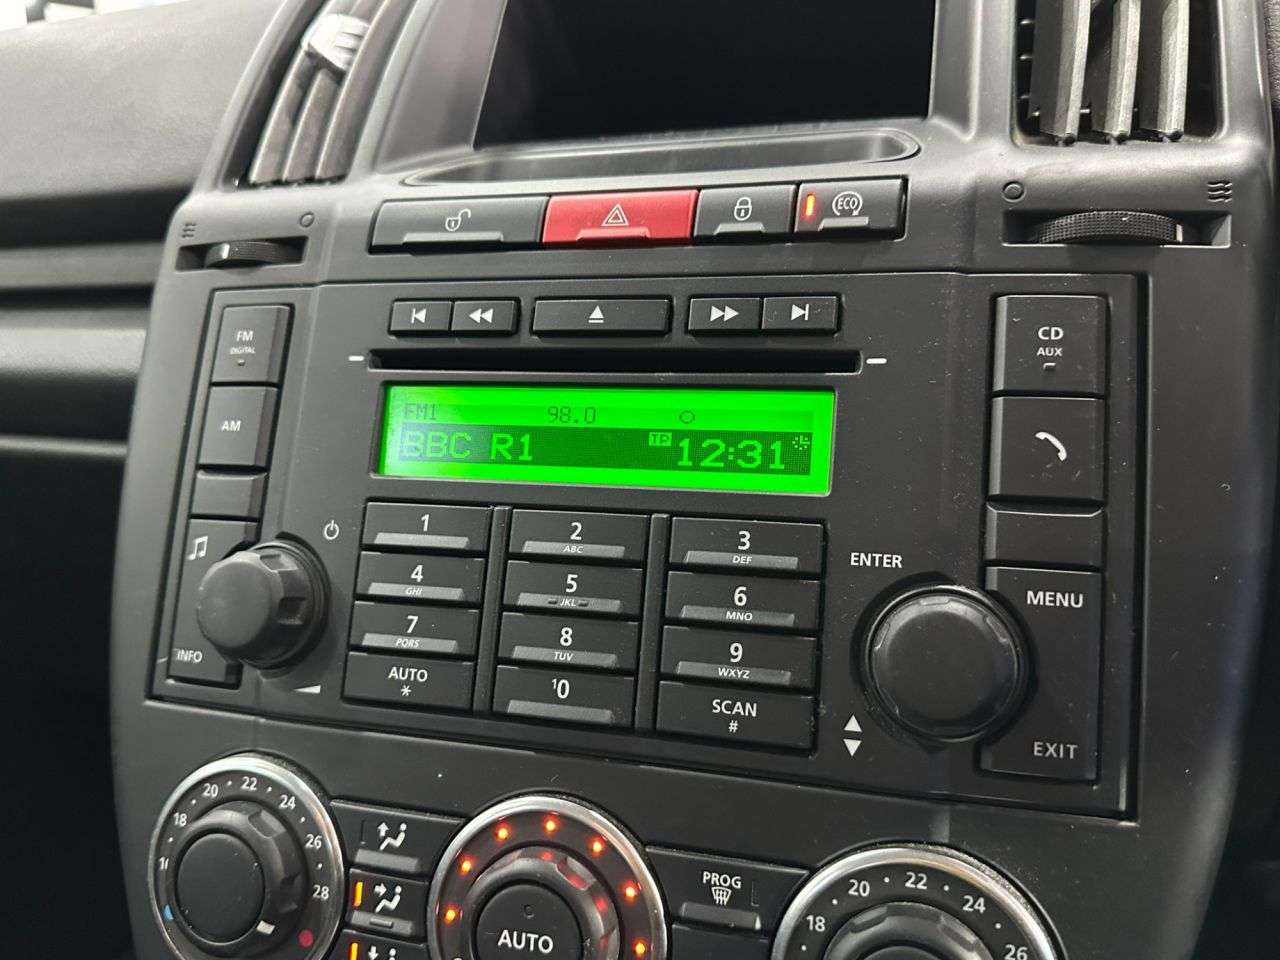 ECO
FM
DIGITAL
CD
AUX
AM
FM1 98.0
BBC R1 TP 12:31
1
2
ABC
3
DEF
4
GHI
5
JKL
6
MNO
7
PQRS
8
TUV
9
WXYZ
AUTO
*
10
SCAN
#
INFO
ENTER
MENU
EXIT
18 20 22 24 26 28
AUTO
PROG
18 20 22 24 26